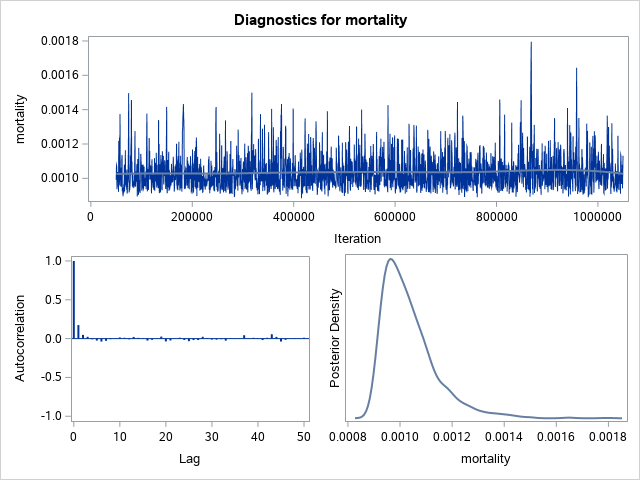 Diagnostics for mortality
mortality
0.0018
0.0016
0.0014
0.0012
0.0010
0 200000 400000 600000 800000 1000000
Iteration
Autocorrelation
1.0
0.5
0.0
-0.5
-1.0
0 10 20 30 40 50
Lag
Posterior Density
0.0008 0.0010 0.0012 0.0014 0.0016 0.0018
mortality